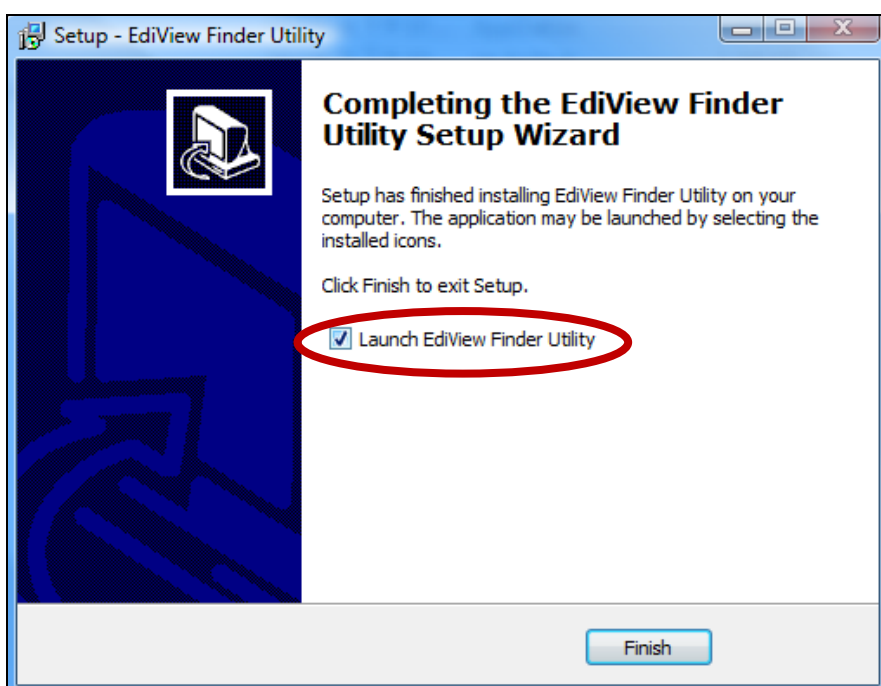 Setup - EdiView Finder Utility
Completing the EdiView Finder
Utility Setup Wizard
Setup has finished installing EdiView Finder Utility on your
computer. The application may be launched by selecting the
installed icons.
Click Finish to exit Setup.
Launch EdiView Finder Utility
Finish